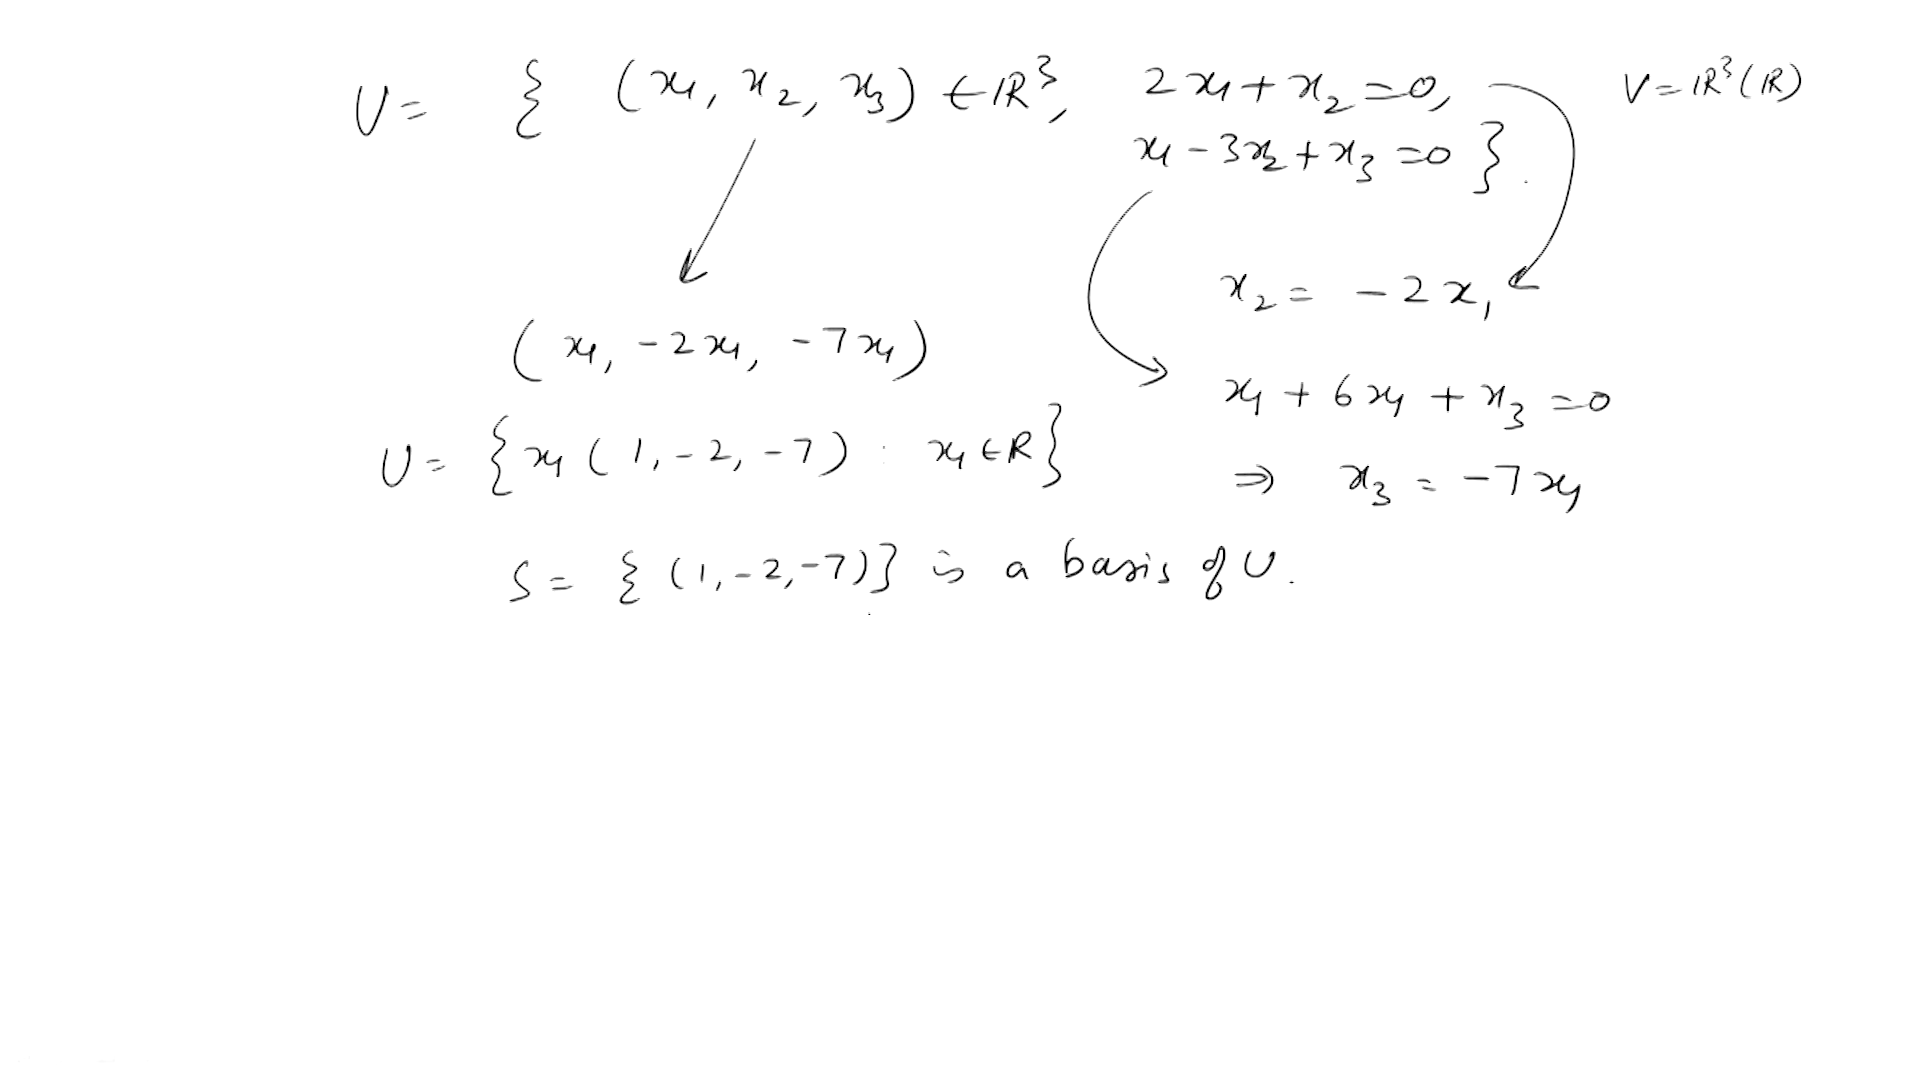 U = { (x₁, x₂, x₃) ∈ ℝ³, 2x₁ + x₂ = 0, V = ℝ³(ℝ)
x₁ - 3x₂ + x₃ = 0 }.
x₂ = -2x₁
(x₁, -2x₁, -7x₁)
x₁ + 6x₁ + x₃ = 0
U = { x₁ (1, -2, -7) : x₁ ∈ R }
⇒ x₃ = -7x₁
S = { (1, -2, -7) } is a basis of U.